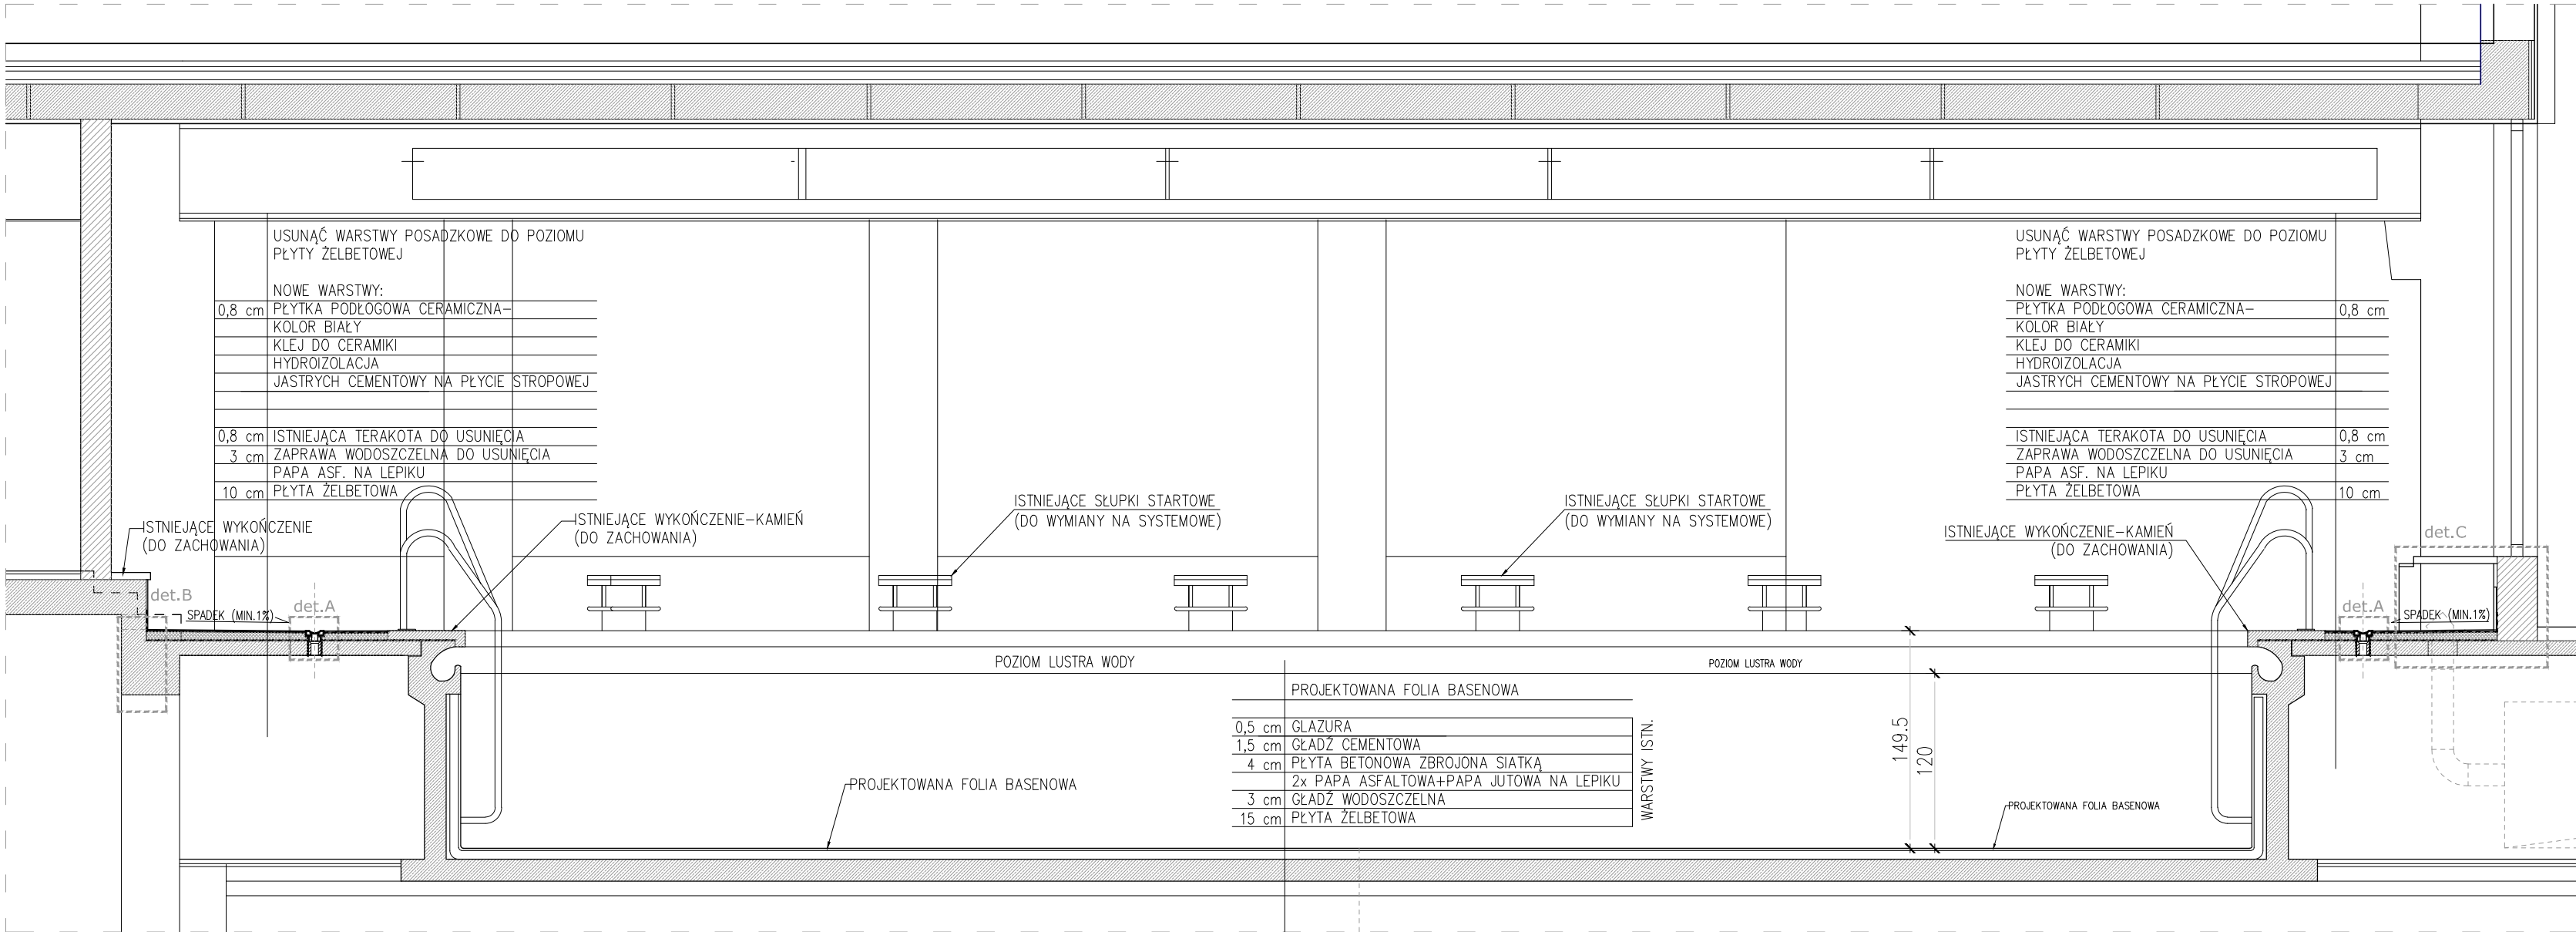 USUNĄĆ WARSTWY POSADZKOWE DO POZIOMU
PŁYTY ŻELBETOWEJ
NOWE WARSTWY:
0,8 cm PŁYTKA PODŁOGOWA CERAMICZNA-
KOLOR BIAŁY
KLEJ DO CERAMIKI
HYDROIZOLACJA
JASTRYCH CEMENTOWY NA PŁYCIE STROPOWEJ
0,8 cm ISTNIEJĄCA TERAKOTA DO USUNIĘCIA
3 cm ZAPRAWA WODOSZCZELNA DO USUNIĘCIA
PAPA ASF. NA LEPIKU
10 cm PŁYTA ŻELBETOWA
USUNĄĆ WARSTWY POSADZKOWE DO POZIOMU
PŁYTY ŻELBETOWEJ
NOWE WARSTWY:
PŁYTKA PODŁOGOWA CERAMICZNA- 0,8 cm
KOLOR BIAŁY
KLEJ DO CERAMIKI
HYDROIZOLACJA
JASTRYCH CEMENTOWY NA PŁYCIE STROPOWEJ
ISTNIEJĄCA TERAKOTA DO USUNIĘCIA 0,8 cm
ZAPRAWA WODOSZCZELNA DO USUNIĘCIA 3 cm
PAPA ASF. NA LEPIKU
PŁYTA ŻELBETOWA 10 cm
ISTNIEJĄCE WYKOŃCZENIE
(DO ZACHOWANIA)
ISTNIEJĄCE WYKOŃCZENIE-KAMIEŃ
(DO ZACHOWANIA)
ISTNIEJĄCE SŁUPKI STARTOWE
(DO WYMIANY NA SYSTEMOWE)
ISTNIEJĄCE SŁUPKI STARTOWE
(DO WYMIANY NA SYSTEMOWE)
ISTNIEJĄCE WYKOŃCZENIE-KAMIEŃ
(DO ZACHOWANIA)
det.C
det.B
det.A
SPADEK (MIN.1%)
det.A
SPADEK (MIN.1%)
POZIOM LUSTRA WODY
POZIOM LUSTRA WODY
PROJEKTOWANA FOLIA BASENOWA
0,5 cm GLAZURA
1,5 cm GŁADŹ CEMENTOWA
4 cm PŁYTA BETONOWA ZBROJONA SIATKĄ
2x PAPA ASFALTOWA+PAPA JUTOWA NA LEPIKU
3 cm GŁADŹ WODOSZCZELNA
15 cm PŁYTA ŻELBETOWA
WARSTWY ISTN.
149.5
120
PROJEKTOWANA FOLIA BASENOWA
PROJEKTOWANA FOLIA BASENOWA